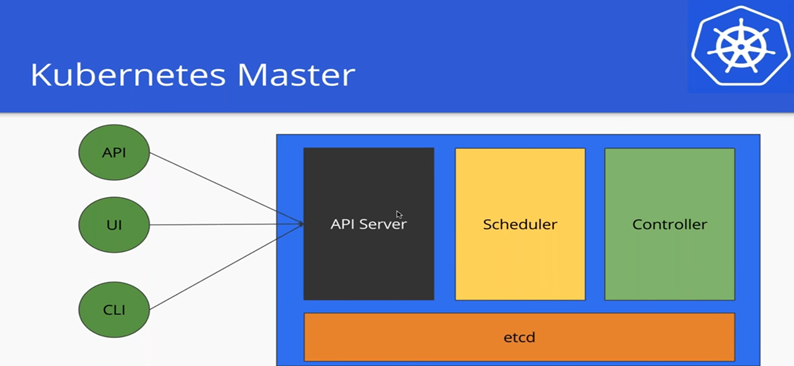 Kubernetes Master
API
UI
CLI
API Server
Scheduler
Controller
etcd